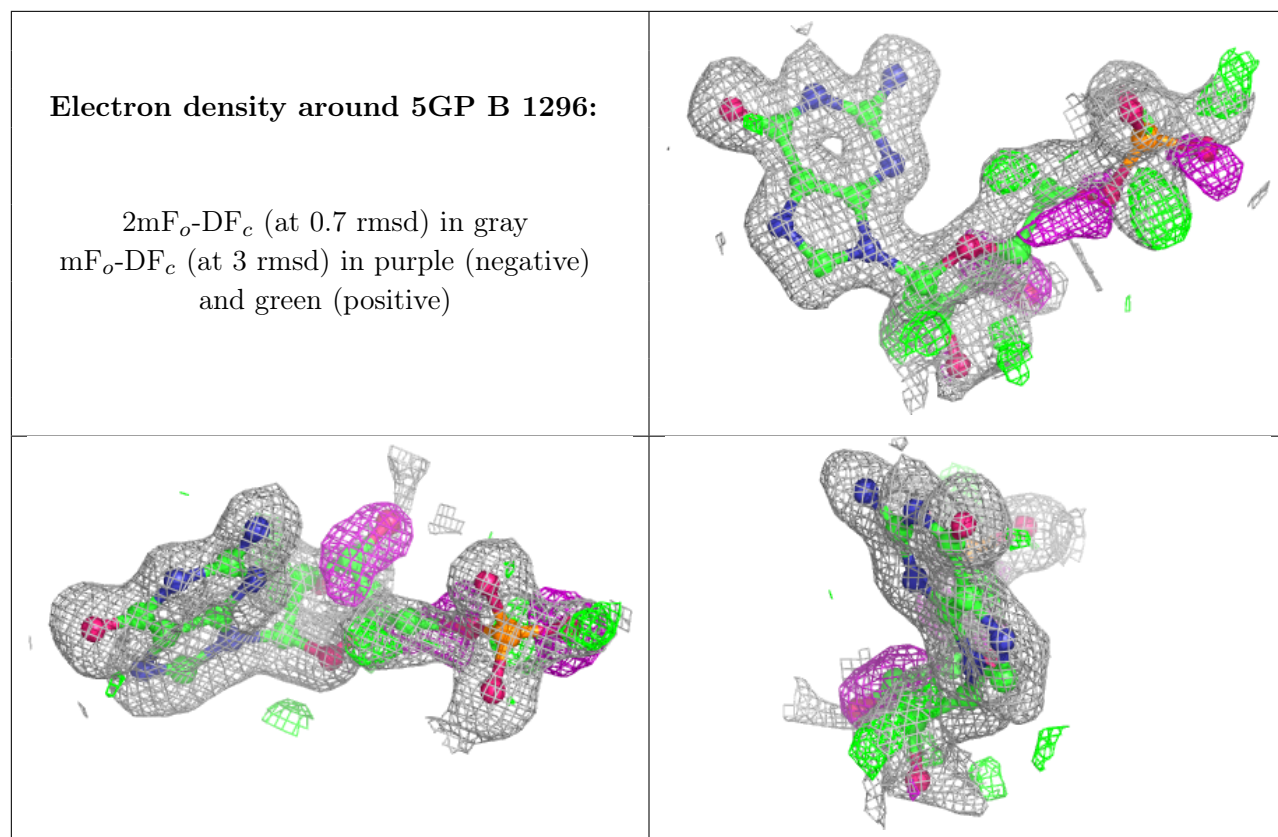 Electron density around 5GP B 1296:
2mFₒ-DF𝒸 (at 0.7 rmsd) in gray
mFₒ-DF𝒸 (at 3 rmsd) in purple (negative)
and green (positive)